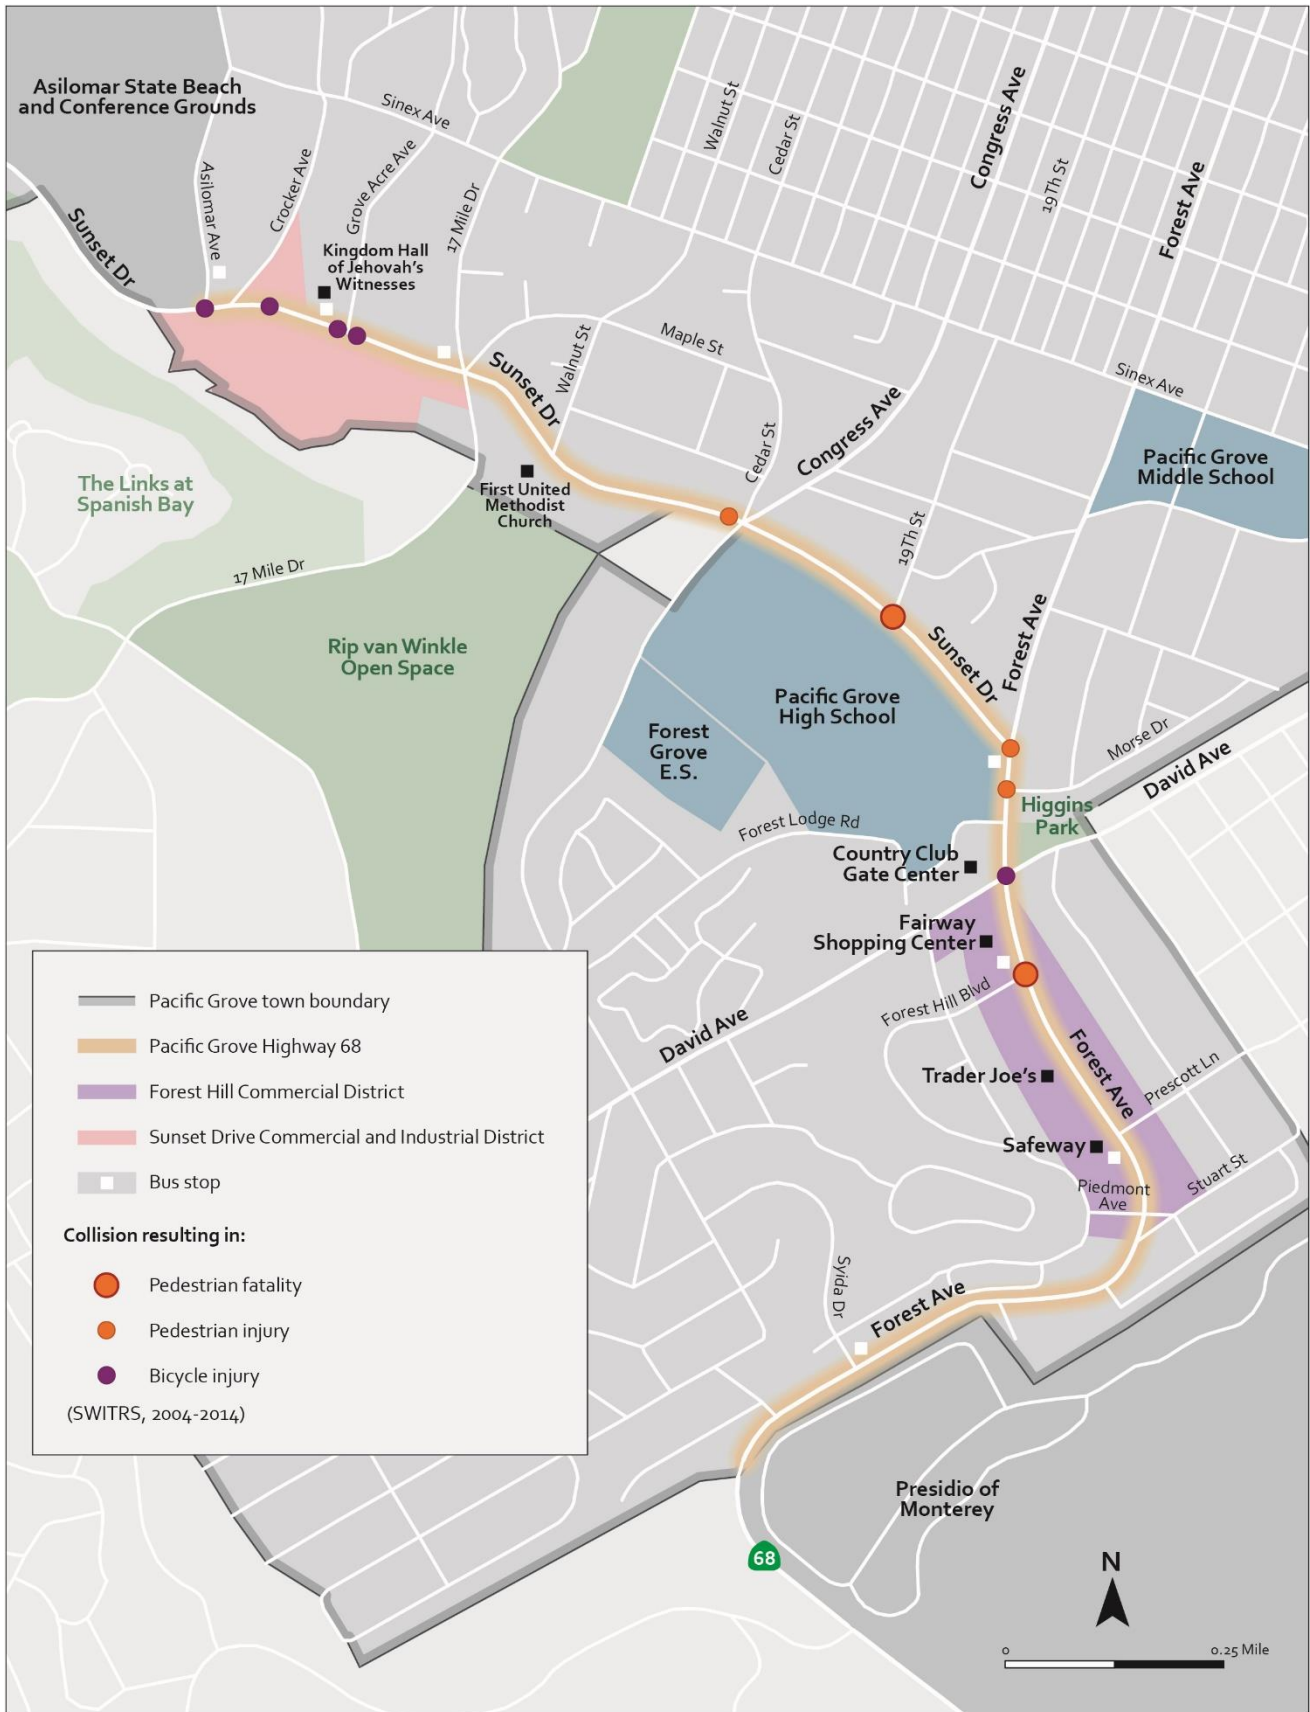 Asilomar State Beach
and Conference Grounds
Sinex Ave
Walnut St
Cedar St
Congress Ave
19Th St
Forest Ave
Asilomar Ave
Crocker Ave
Grove Acre Ave
17 Mile Dr
Sunset Dr
Kingdom Hall
of Jehovah's
Witnesses
Sunset Dr
Walnut St
Maple St
Sinex Ave
Congress Ave
Cedar St
Pacific Grove
Middle School
The Links at
Spanish Bay
First United
Methodist
Church
19Th St
17 Mile Dr
Rip van Winkle
Open Space
Sunset Dr
Forest Ave
Pacific Grove
High School
Forest
Grove
E.S.
Morse Dr
David Ave
Higgins
Park
Forest Lodge Rd
Country Club
Gate Center
Fairway
Shopping Center
Forest Hill Blvd
David Ave
Forest Ave
Trader Joe's
Prescott Ln
Safeway
Piedmont
Ave
Stuart St
Syida Dr
Forest Ave
Pacific Grove town boundary
Pacific Grove Highway 68
Forest Hill Commercial District
Sunset Drive Commercial and Industrial District
Bus stop
Collision resulting in:
Pedestrian fatality
Pedestrian injury
Bicycle injury
(SWITRS, 2004-2014)
Presidio of
Monterey
68
N
0
0.25 Mile